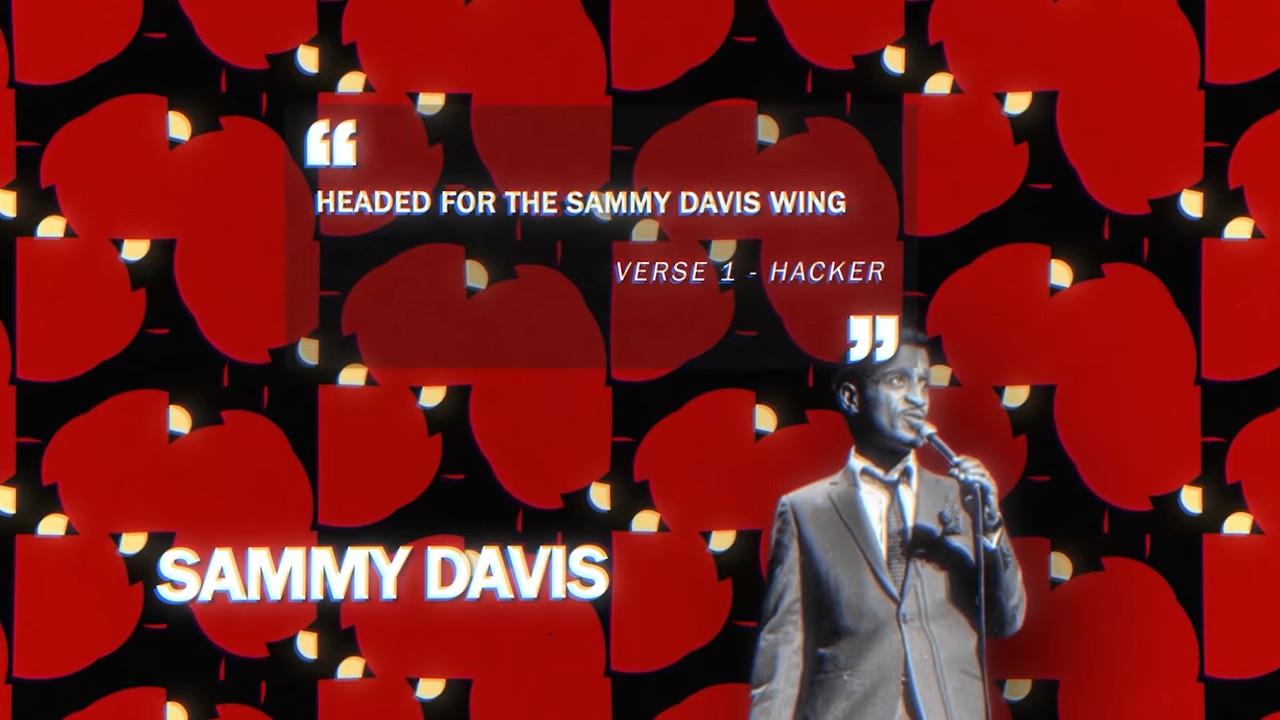 “
HEADED FOR THE SAMMY DAVIS WING
VERSE 1 - HACKER
”
SAMMY DAVIS